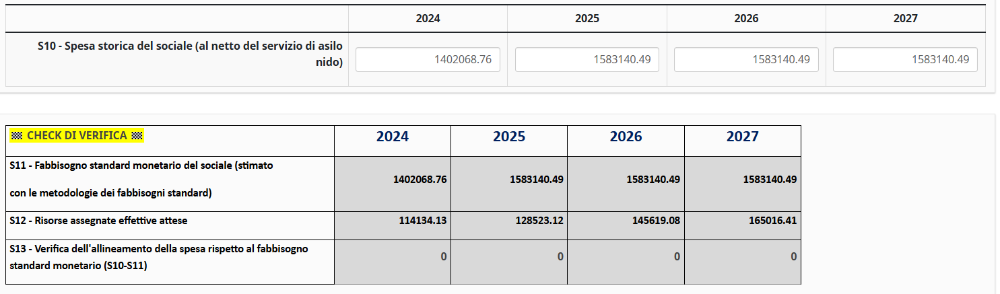 2024 2025 2026 2027
S10 - Spesa storica del sociale (al netto del servizio di asilo
nido)
1402068.76 1583140.49 1583140.49 1583140.49
CHECK DI VERIFICA 2024 2025 2026 2027
S11 - Fabbisogno standard monetario del sociale (stimato
con le metodologie dei fabbisogni standard)
1402068.76 1583140.49 1583140.49 1583140.49
S12 - Risorse assegnate effettive attese 114134.13 128523.12 145619.08 165016.41
S13 - Verifica dell'allineamento della spesa rispetto al fabbisogno
standard monetario (S10-S11)
0 0 0 0